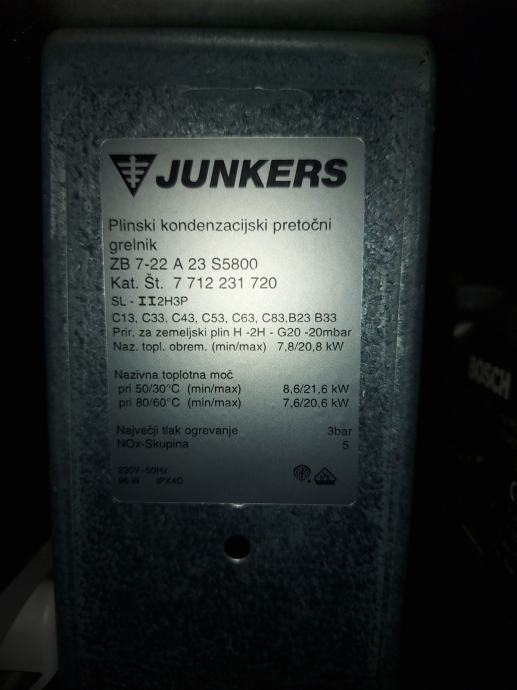 JUNKERS
Plinski kondenzacijski pretočni
grelnik
ZB 7-22 A 23 S5800
Kat. Št. 7 712 231 720
SL - II2H3P
C13, C33, C43, C53, C63, C83,B23 B33
Prir. za zemeljski plin H -2H - G20 -20mbar
Naz. topl. obrem. (min/max) 7,8/20,8 kW
Nazivna toplotna moč
pri 50/30°C (min/max) 8,6/21,6 kW
pri 80/60°C (min/max) 7,6/20,6 kW
Največji tlak ogrevanje 3bar
NOx-Skupina 5
230V-50Hz
96 W IPX4D
BOSCH